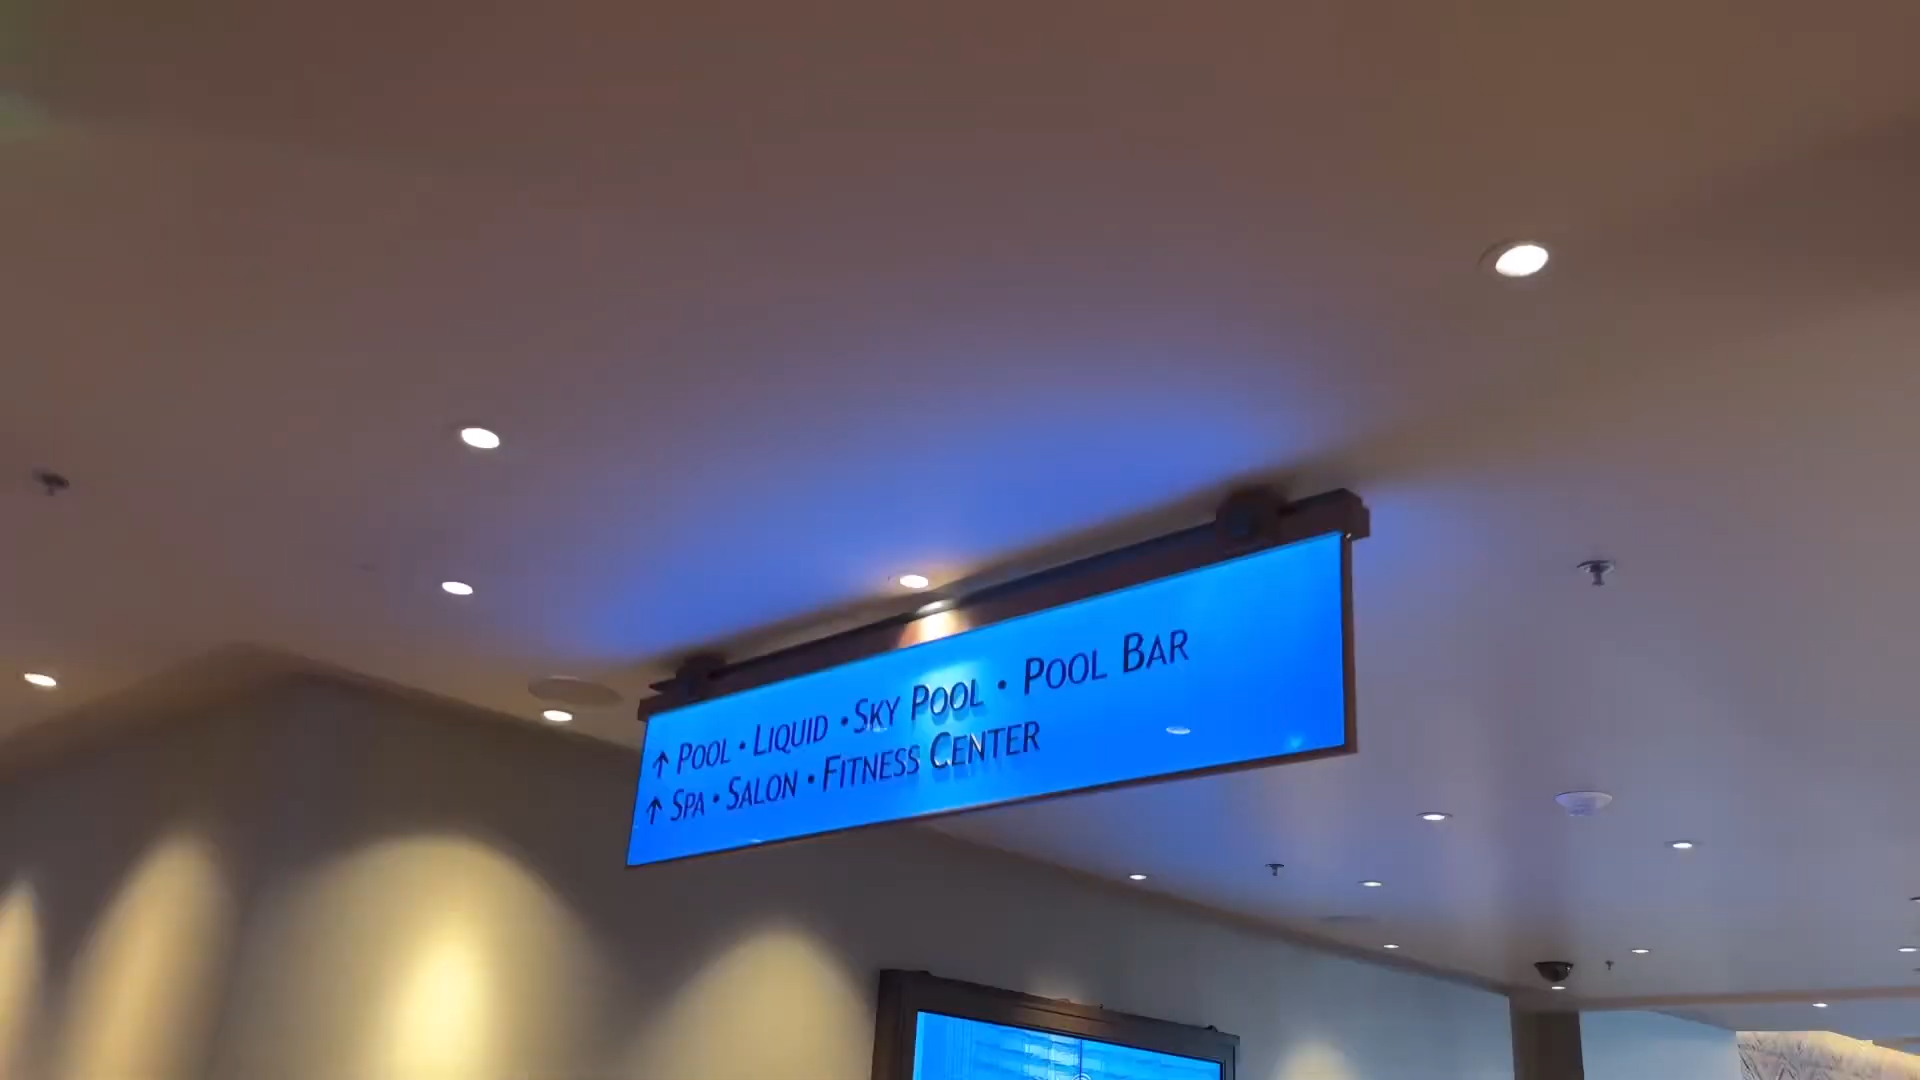 ↑ POOL • LIQUID • SKY POOL • POOL BAR
↑ SPA • SALON • FITNESS CENTER